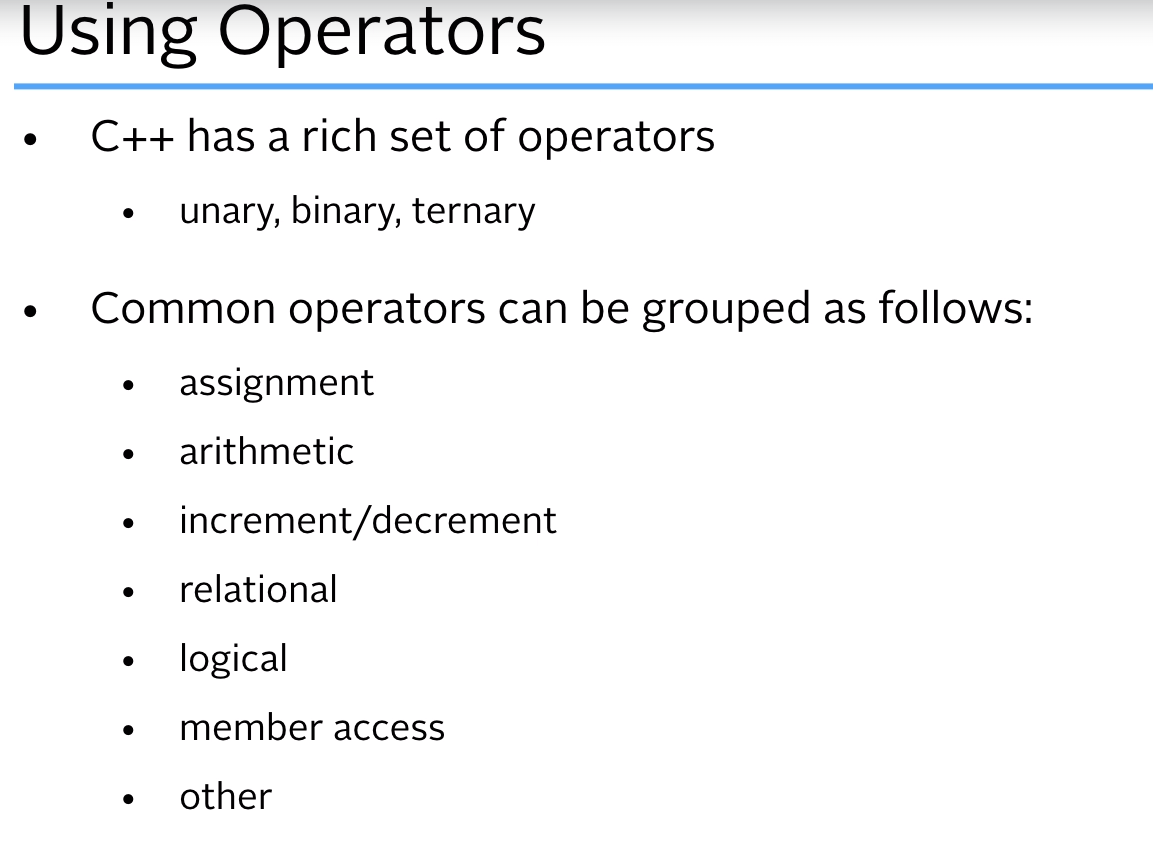 Using Operators
• C++ has a rich set of operators
• unary, binary, ternary
• Common operators can be grouped as follows:
• assignment
• arithmetic
• increment/decrement
• relational
• logical
• member access
• other